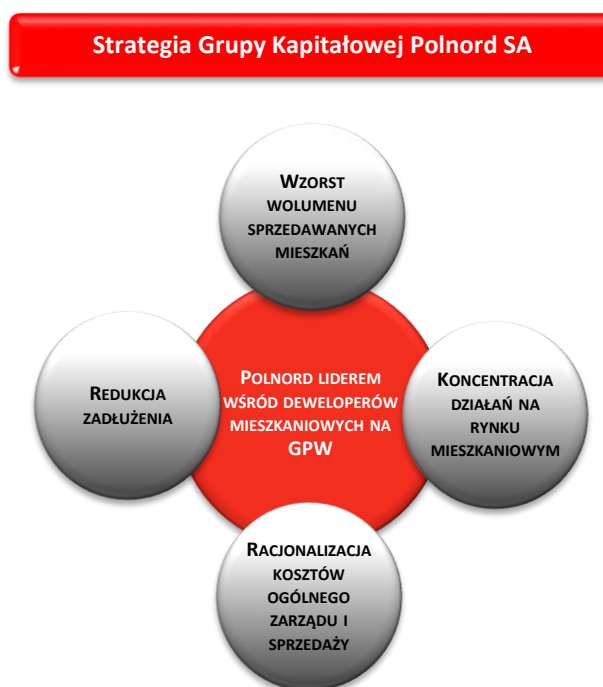 Strategia Grupy Kapitałowej Polnord SA
WZORST
WOLUMENU
SPRZEDAWANYCH
MIESZKAŃ
REDUKCJA
ZADŁUŻENIA
POLNORD LIDEREM
WŚRÓD DEWELOPERÓW
MIESZKANIOWYCH NA
GPW
KONCENTRACJA
DZIAŁAŃ NA
RYNKU
MIESZKANIOWYM
RACJONALIZACJA
KOSZTÓW
OGÓLNEGO
ZARZĄDU I
SPRZEDAŻY